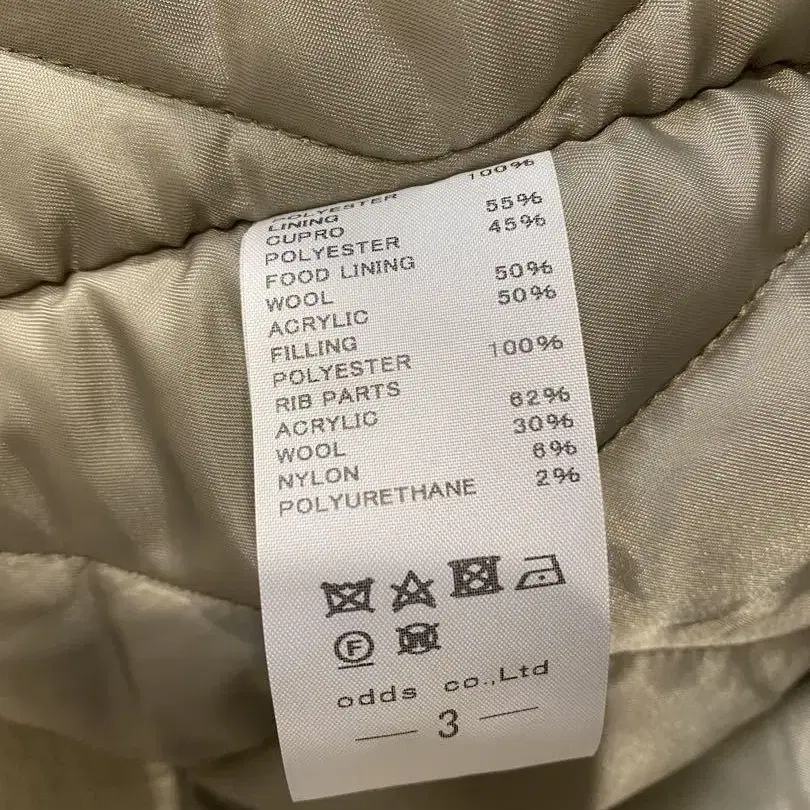 POLYESTER 100%
LINING
CUPRO 55%
POLYESTER 45%
FOOD LINING
WOOL 50%
ACRYLIC 50%
FILLING
POLYESTER 100%
RIB PARTS
ACRYLIC 62%
WOOL 30%
NYLON 6%
POLYURETHANE 2%
F W
odds co.,Ltd
— 3 —